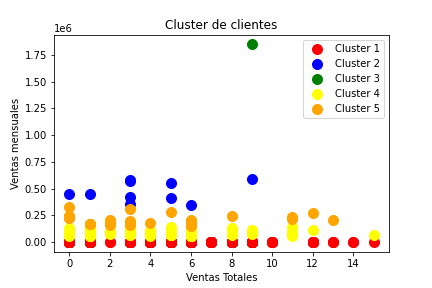 Cluster de clientes
1e6
Cluster 1
Cluster 2
Cluster 3
Cluster 4
Cluster 5
1.75
1.50
1.25
1.00
0.75
0.50
0.25
0.00
Ventas mensuales
0 2 4 6 8 10 12 14
Ventas Totales